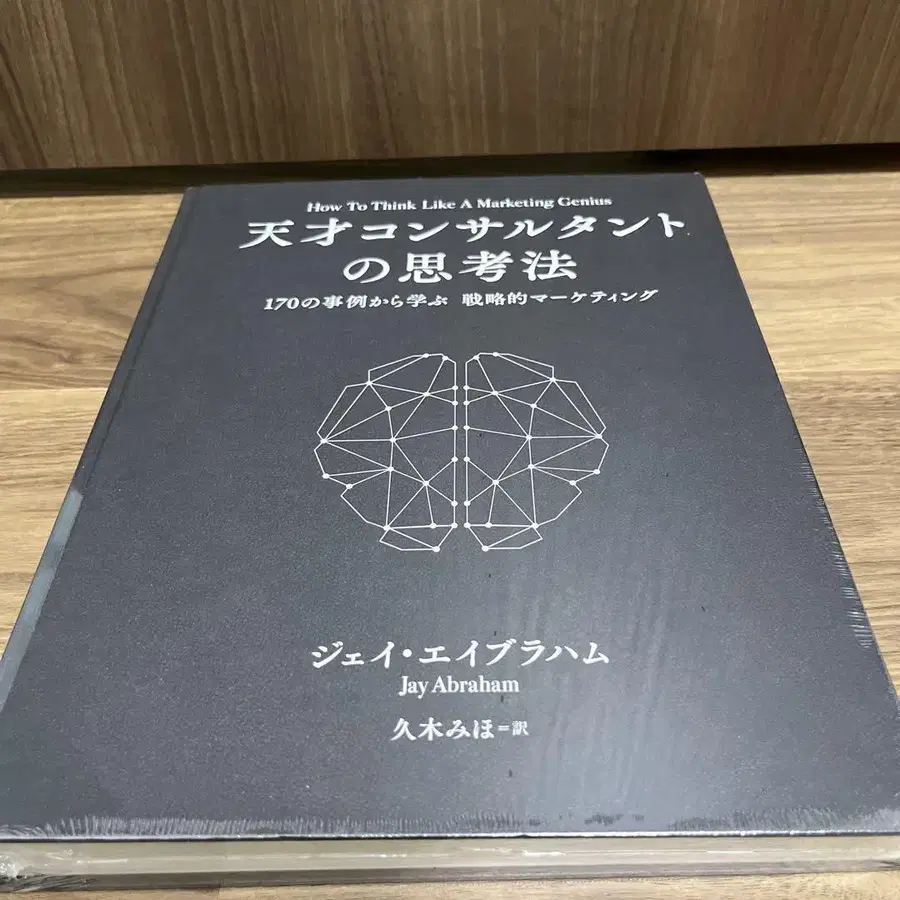 How To Think Like A Marketing Genius
天才コンサルタント
の思考法
170の事例から学ぶ 戦略的マーケティング
ジェイ・エイブラハム
Jay Abraham
久木みほ=訳